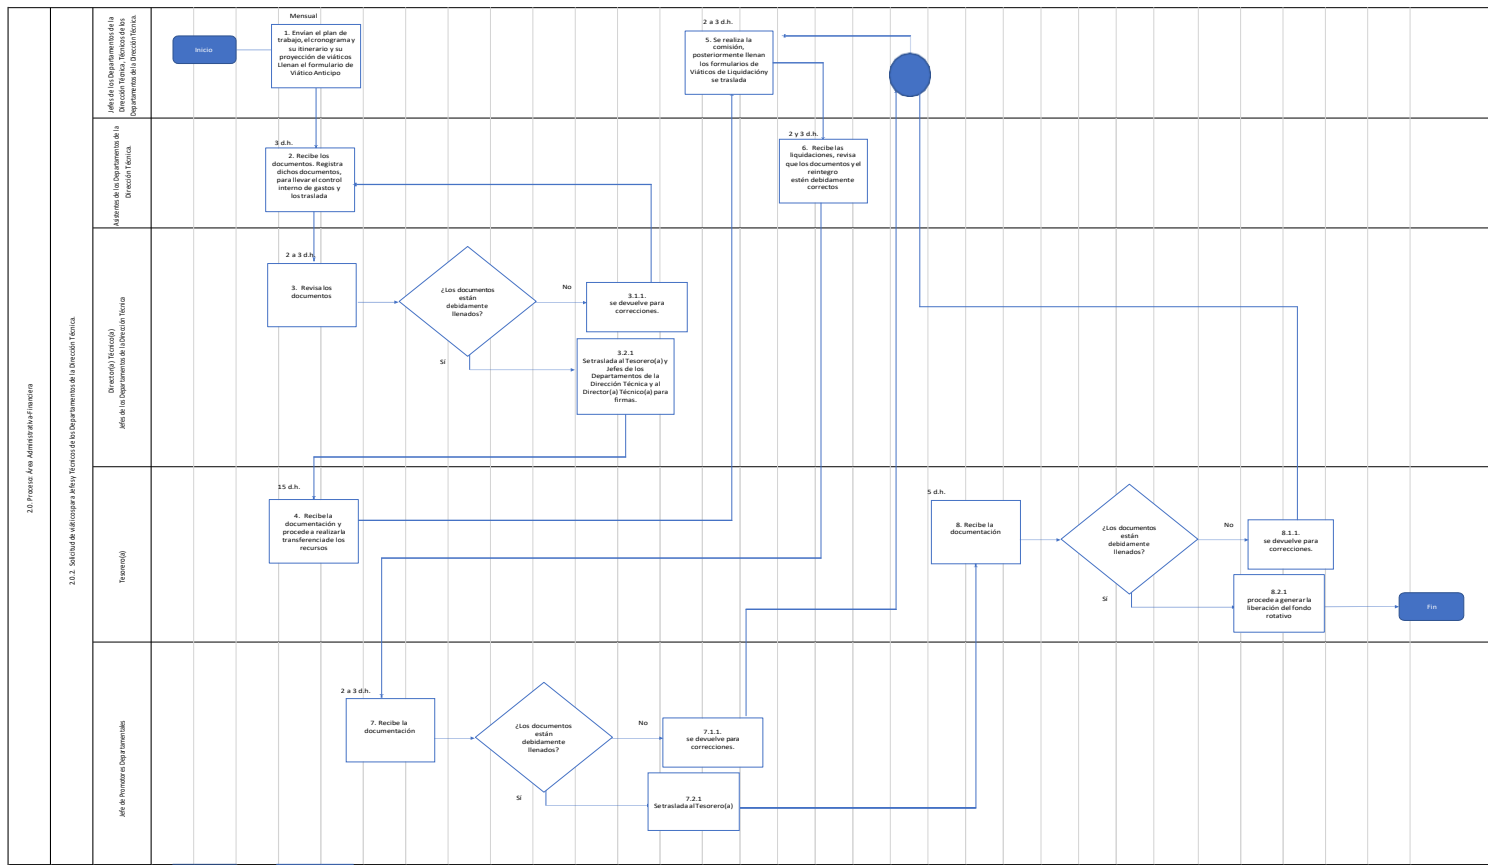 2.0. Proceso: Área Administrativa-Financiera
2.0.2. Solicitud de viáticos para Jefes y Técnicos de los Departamentos de la Dirección Técnica.
Jefes de los Departamentos de la
Dirección Técnica, Técnicos de los
Departamentos de la Dirección Técnica.
Inicio
Mensual
1. Envían el plan de
trabajo, el cronograma y
su itinerario y su
proyección de viáticos
Llenan el formulario de
Viático Anticipo
2 a 3 d.h.
5. Se realiza la
comisión,
posteriormente llenan
los formularios de
Viáticos de Liquidación y
se traslada
Asistentes de los Departamentos de la
Dirección Técnica.
3 d.h.
2. Recibe los
documentos. Registra
dichos documentos,
para llevar el control
interno de gastos y
los traslada
2 y 3 d.h.
6. Recibe las
liquidaciones, revisa
que los documentos y el
reintegro
estén debidamente
correctos
Director(a) Técnico(a)
Jefes de los Departamentos de la Dirección Técnica
2 a 3 d.h.
3. Revisa los
documentos
¿Los documentos
están
debidamente
llenados?
No
3.1.1.
se devuelve para
correcciones.
Sí
3.2.1
Se traslada al Tesorero(a) y
Jefes de los
Departamentos de la
Dirección Técnica y al
Director(a) Técnico(a) para
firmas.
Tesorero(a)
15 d.h.
4. Recibe la
documentación y
procede a realizar la
transferencia de los
recursos
5 d.h.
8. Recibe la
documentación
¿Los documentos
están
debidamente
llenados?
No
8.1.1.
se devuelve para
correcciones.
Sí
8.2.1
procede a generar la
liberación del fondo
rotativo
Fin
Jefe de Promotores Departamentales
2 a 3 d.h.
7. Recibe la
documentación
¿Los documentos
están
debidamente
llenados?
No
7.1.1.
se devuelve para
correcciones.
Sí
7.2.1
Se traslada al Tesorero(a)